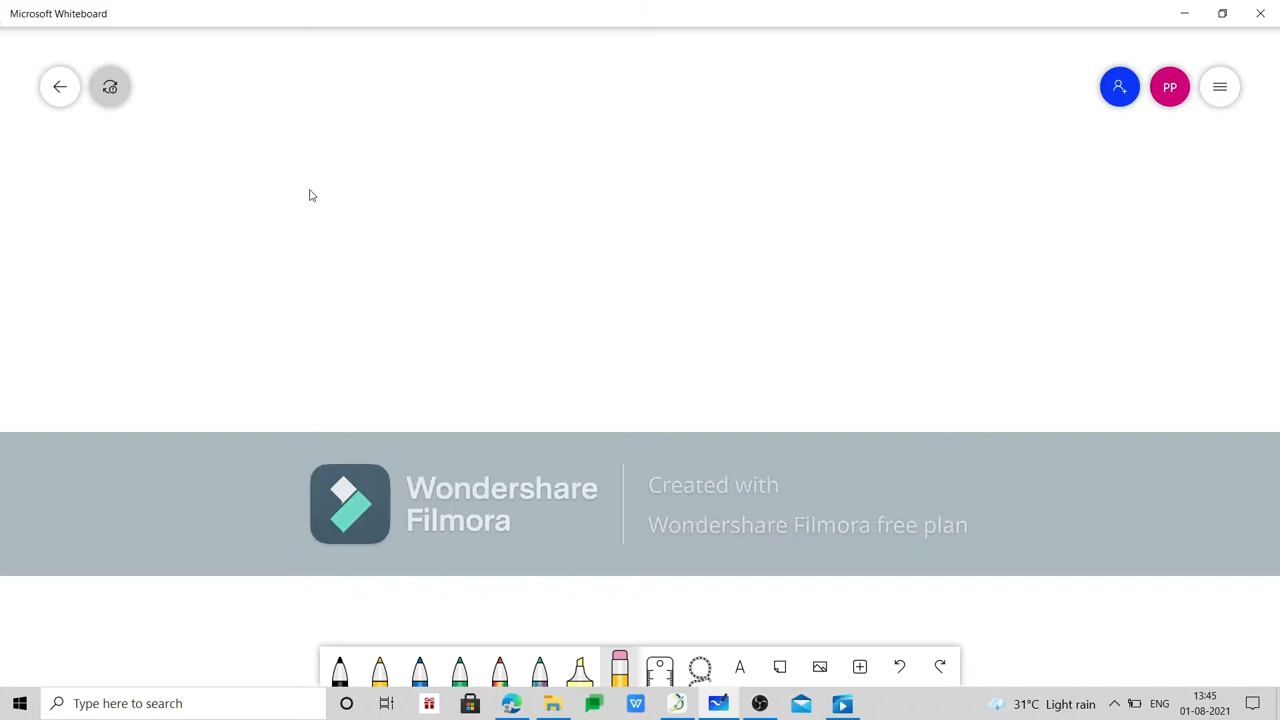 Microsoft Whiteboard
PP
Wondershare
Filmora
Created with
Wondershare Filmora free plan
A
Type here to search
W
31°C Light rain
ENG
13:45
01-08-2021